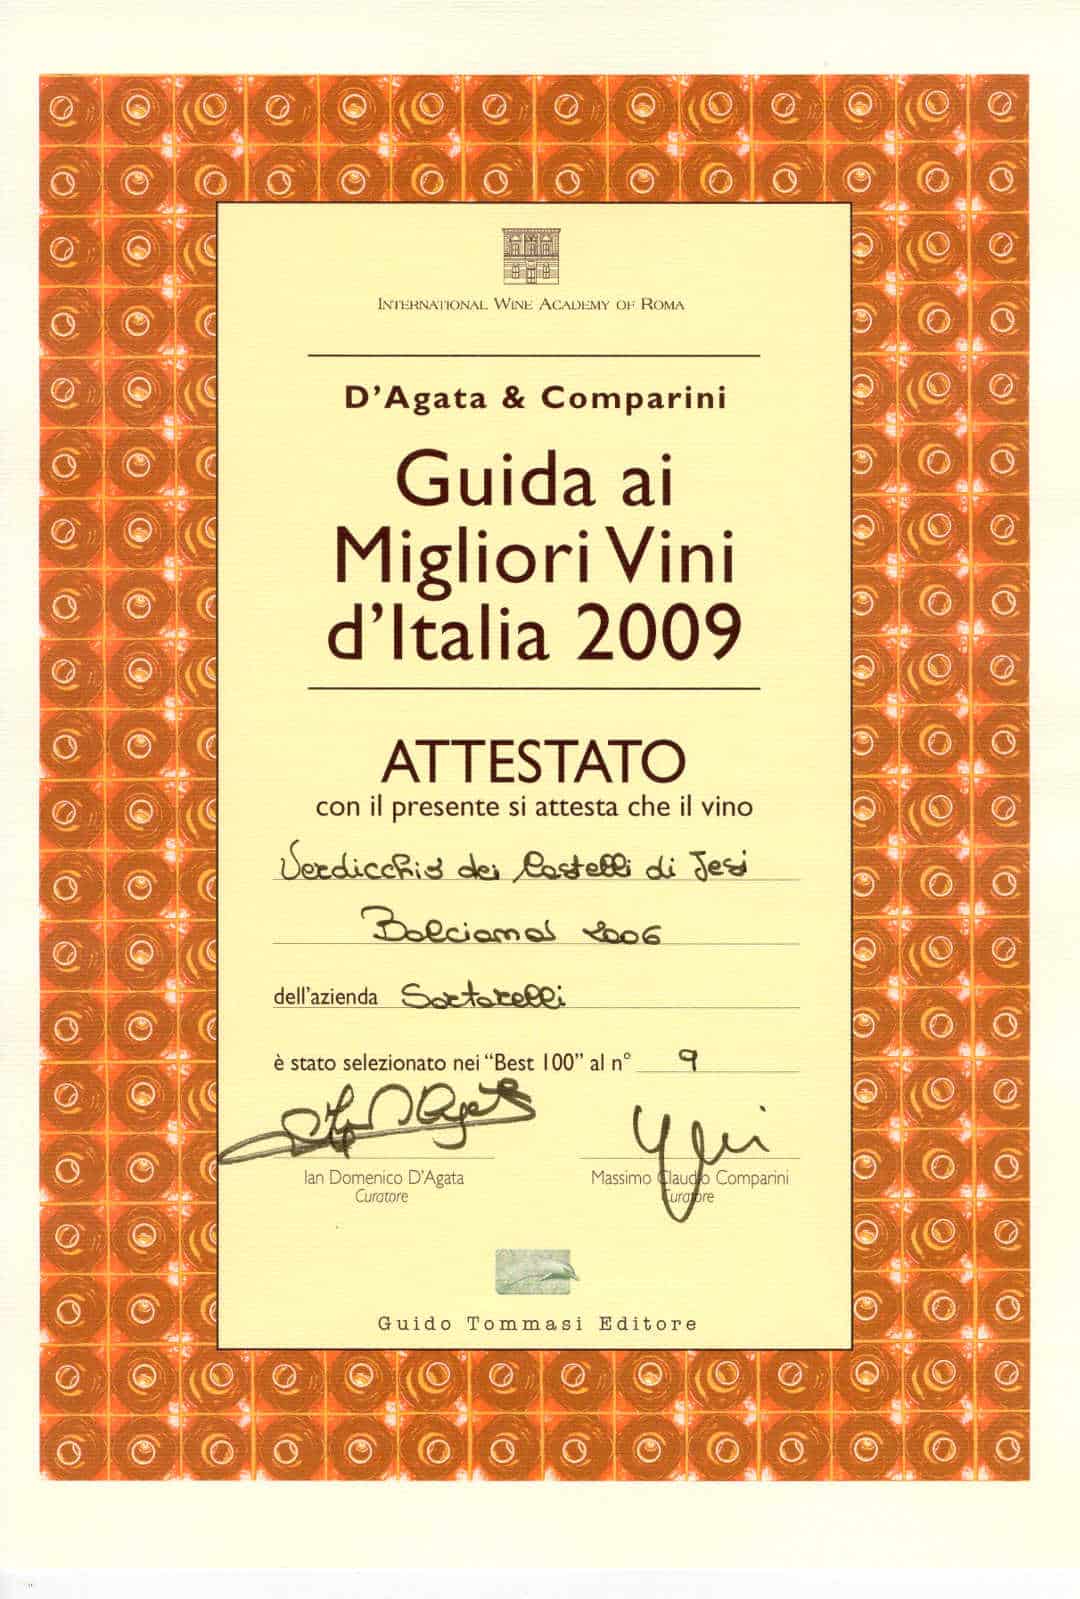 International Wine Academy of Roma
D'Agata & Comparini
Guida ai
Migliori Vini
d'Italia 2009
ATTESTATO
con il presente si attesta che il vino
Verdicchio dei Castelli di Jesi
Balciana 2006
dell'azienda Sartarelli
è stato selezionato nei "Best 100" al n° 9
Ian Domenico D'Agata
Curatore
Massimo Claudio Comparini
Curatore
Guido Tommasi Editore